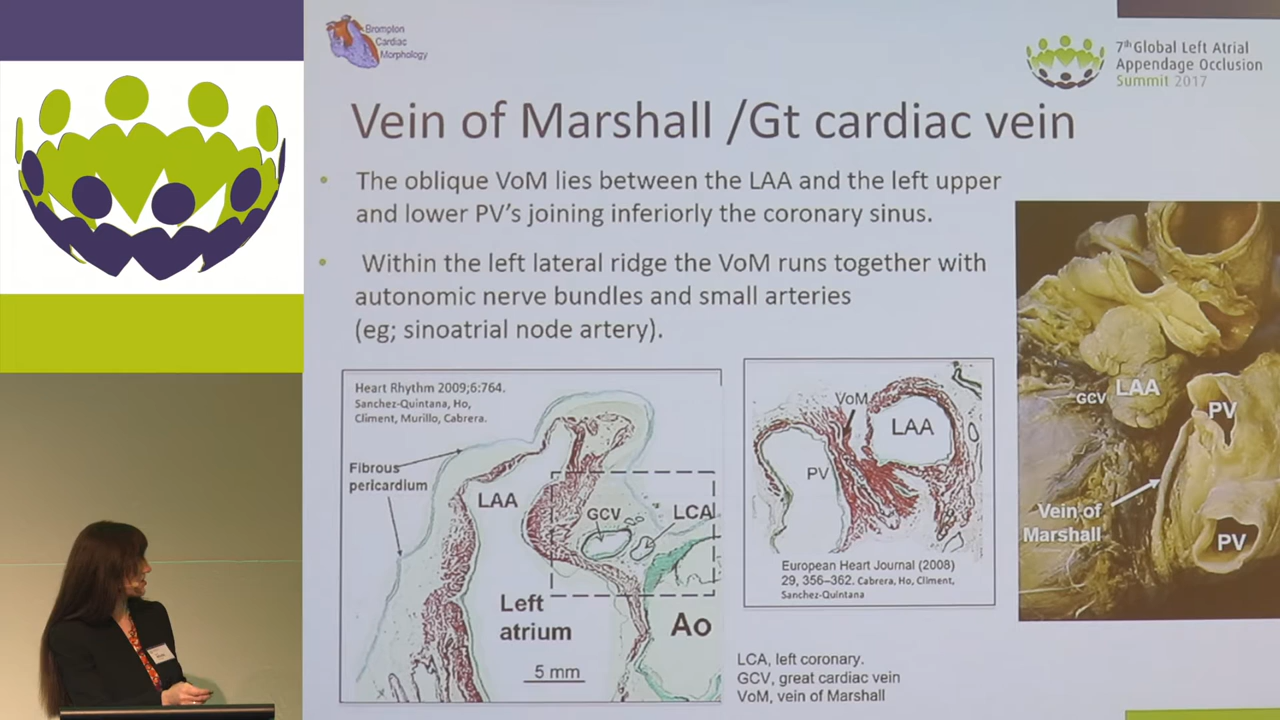 Brompton
Cardiac
Morphology
7th Global Left Atrial
Appendage Occlusion
Summit 2017
Vein of Marshall /Gt cardiac vein
• The oblique VoM lies between the LAA and the left upper
and lower PV's joining inferiorly the coronary sinus.
• Within the left lateral ridge the VoM runs together with
autonomic nerve bundles and small arteries
(eg; sinoatrial node artery).
Heart Rhythm 2009;6:764.
Sanchez-Quintana, Ho,
Climent, Murillo, Cabrera.
Fibrous
pericardium
LAA
GCV
LCA
Left
atrium
Ao
5 mm
VoM
LAA
PV
European Heart Journal (2008)
29, 356–362. Cabrera, Ho, Climent,
Sanchez-Quintana
LAA
GCV
PV
Vein of
Marshall
PV
LCA, left coronary.
GCV, great cardiac vein
VoM, vein of Marshall